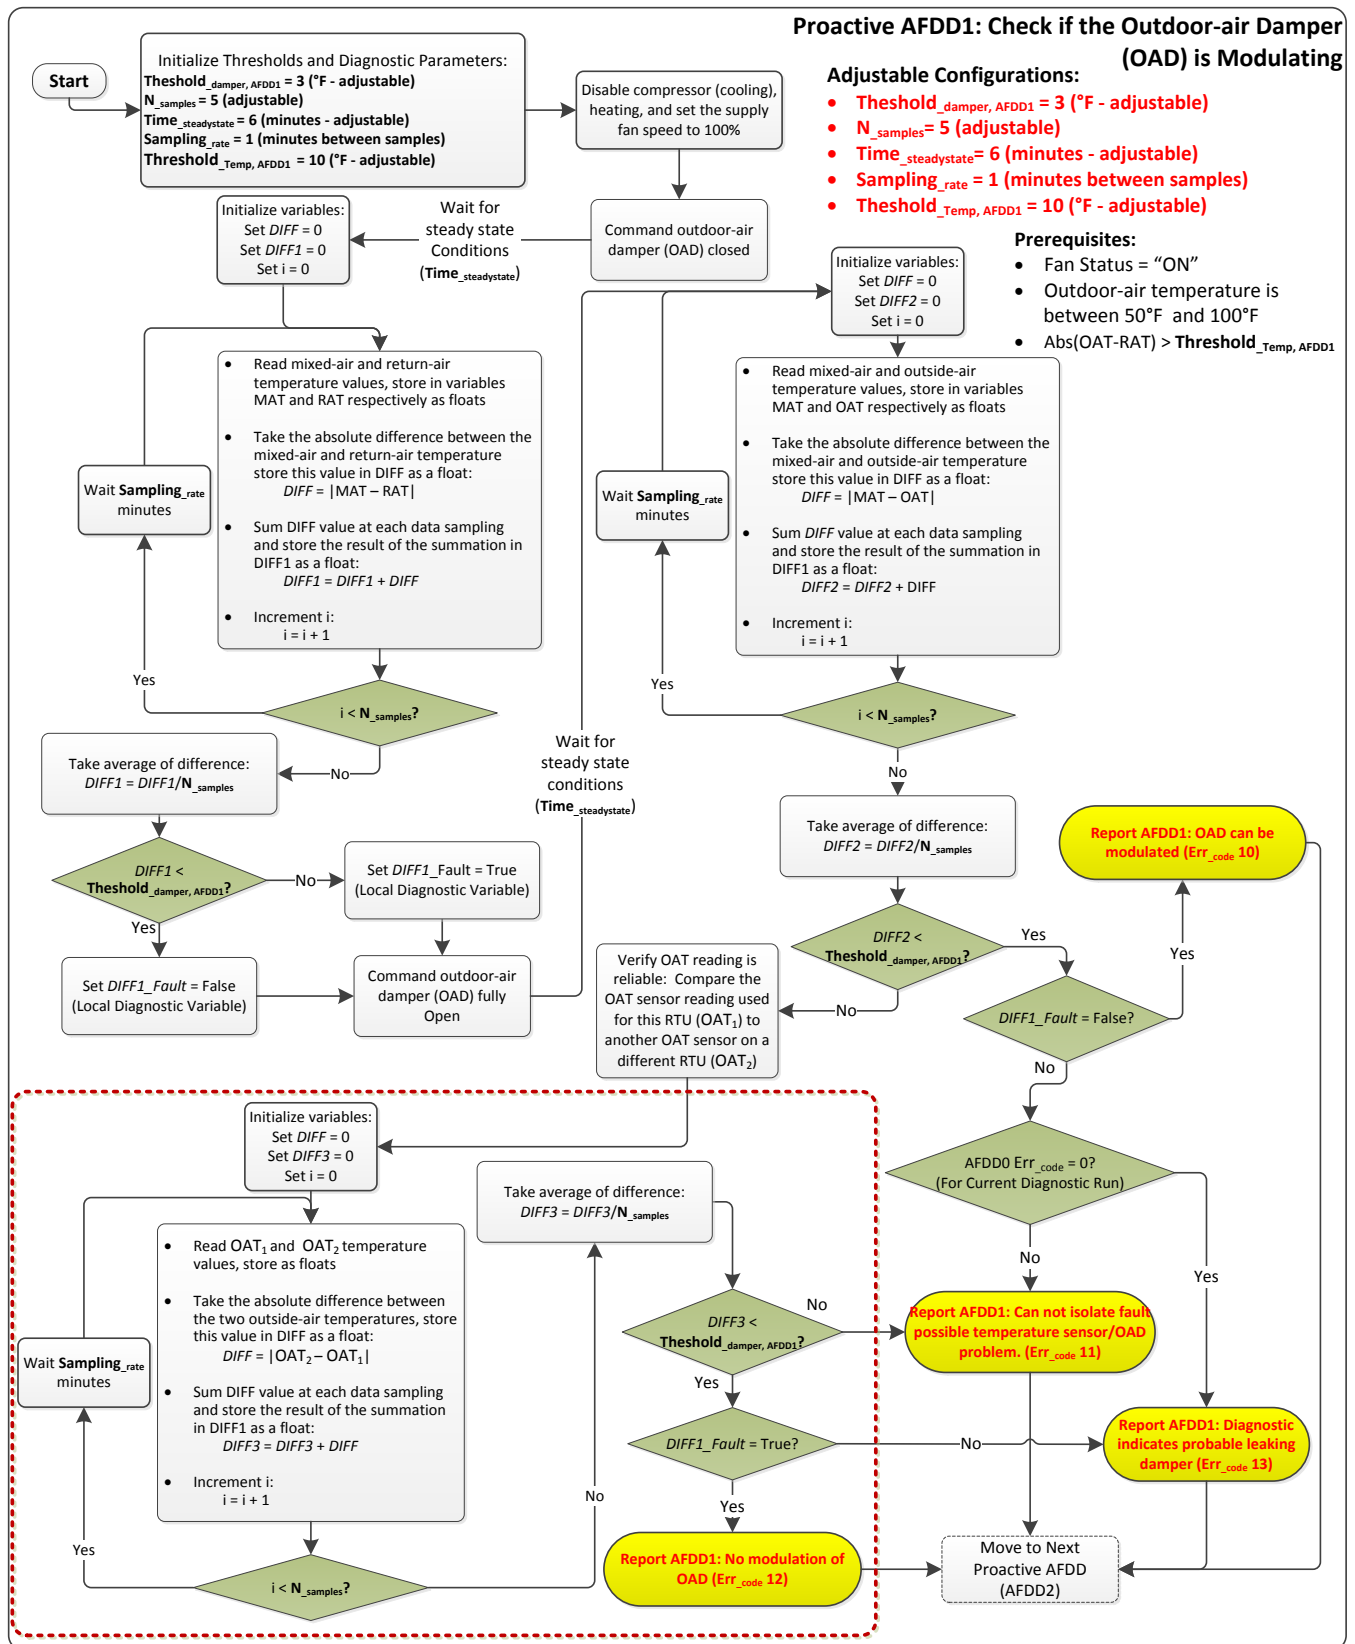 Proactive AFDD1: Check if the Outdoor-air Damper
(OAD) is Modulating
Start
Initialize Thresholds and Diagnostic Parameters:
Theshold_damper, AFDD1 = 3 (°F - adjustable)
N_samples = 5 (adjustable)
Time_steadystate = 6 (minutes - adjustable)
Sampling_rate = 1 (minutes between samples)
Threshold_Temp, AFDD1 = 10 (°F - adjustable)
Disable compressor (cooling),
heating, and set the supply
fan speed to 100%
Adjustable Configurations:
• Theshold_damper, AFDD1 = 3 (°F - adjustable)
• N_samples= 5 (adjustable)
• Time_steadystate= 6 (minutes - adjustable)
• Sampling_rate = 1 (minutes between samples)
• Theshold_Temp, AFDD1 = 10 (°F - adjustable)
Prerequisites:
• Fan Status = “ON”
• Outdoor-air temperature is
between 50°F and 100°F
• Abs(OAT-RAT) > Threshold_Temp, AFDD1
Command outdoor-air
damper (OAD) closed
Wait for
steady state
Conditions
(Time_steadystate)
Initialize variables:
Set DIFF = 0
Set DIFF1 = 0
Set i = 0
• Read mixed-air and return-air
temperature values, store in variables
MAT and RAT respectively as floats
• Take the absolute difference between the
mixed-air and return-air temperature
store this value in DIFF as a float:
DIFF = |MAT – RAT|
• Sum DIFF value at each data sampling
and store the result of the summation in
DIFF1 as a float:
DIFF1 = DIFF1 + DIFF
• Increment i:
i = i + 1
Wait Sampling_rate
minutes
Yes
i < N_samples?
No
Take average of difference:
DIFF1 = DIFF1/N_samples
DIFF1 <
Theshold_damper, AFDD1?
No
Yes
Set DIFF1_Fault = True
(Local Diagnostic Variable)
Set DIFF1_Fault = False
(Local Diagnostic Variable)
Command outdoor-air
damper (OAD) fully
Open
Wait for
steady state
conditions
(Time_steadystate)
Initialize variables:
Set DIFF = 0
Set DIFF2 = 0
Set i = 0
• Read mixed-air and outside-air
temperature values, store in variables
MAT and OAT respectively as floats
• Take the absolute difference between the
mixed-air and outside-air temperature
store this value in DIFF as a float:
DIFF = |MAT – OAT|
• Sum DIFF value at each data sampling
and store the result of the summation in
DIFF1 as a float:
DIFF2 = DIFF2 + DIFF
• Increment i:
i = i + 1
Wait Sampling_rate
minutes
Yes
i < N_samples?
No
Take average of difference:
DIFF2 = DIFF2/N_samples
DIFF2 <
Theshold_damper, AFDD1?
Yes
No
DIFF1_Fault = False?
Yes
No
Report AFDD1: OAD can be
modulated (Err_code 10)
Verify OAT reading is
reliable: Compare the
OAT sensor reading used
for this RTU (OAT1) to
another OAT sensor on a
different RTU (OAT2)
AFDD0 Err_code = 0?
(For Current Diagnostic Run)
No
Yes
Initialize variables:
Set DIFF = 0
Set DIFF3 = 0
Set i = 0
• Read OAT1 and OAT2 temperature
values, store as floats
• Take the absolute difference between
the two outside-air temperatures, store
this value in DIFF as a float:
DIFF = |OAT2 – OAT1|
• Sum DIFF value at each data sampling
and store the result of the summation
in DIFF1 as a float:
DIFF3 = DIFF3 + DIFF
• Increment i:
i = i + 1
Wait Sampling_rate
minutes
Yes
i < N_samples?
No
Take average of difference:
DIFF3 = DIFF3/N_samples
DIFF3 <
Theshold_damper, AFDD1?
No
Yes
Report AFDD1: Can not isolate fault
possible temperature sensor/OAD
problem. (Err_code 11)
DIFF1_Fault = True?
No
Yes
Report AFDD1: Diagnostic
indicates probable leaking
damper (Err_code 13)
Report AFDD1: No modulation of
OAD (Err_code 12)
Move to Next
Proactive AFDD
(AFDD2)